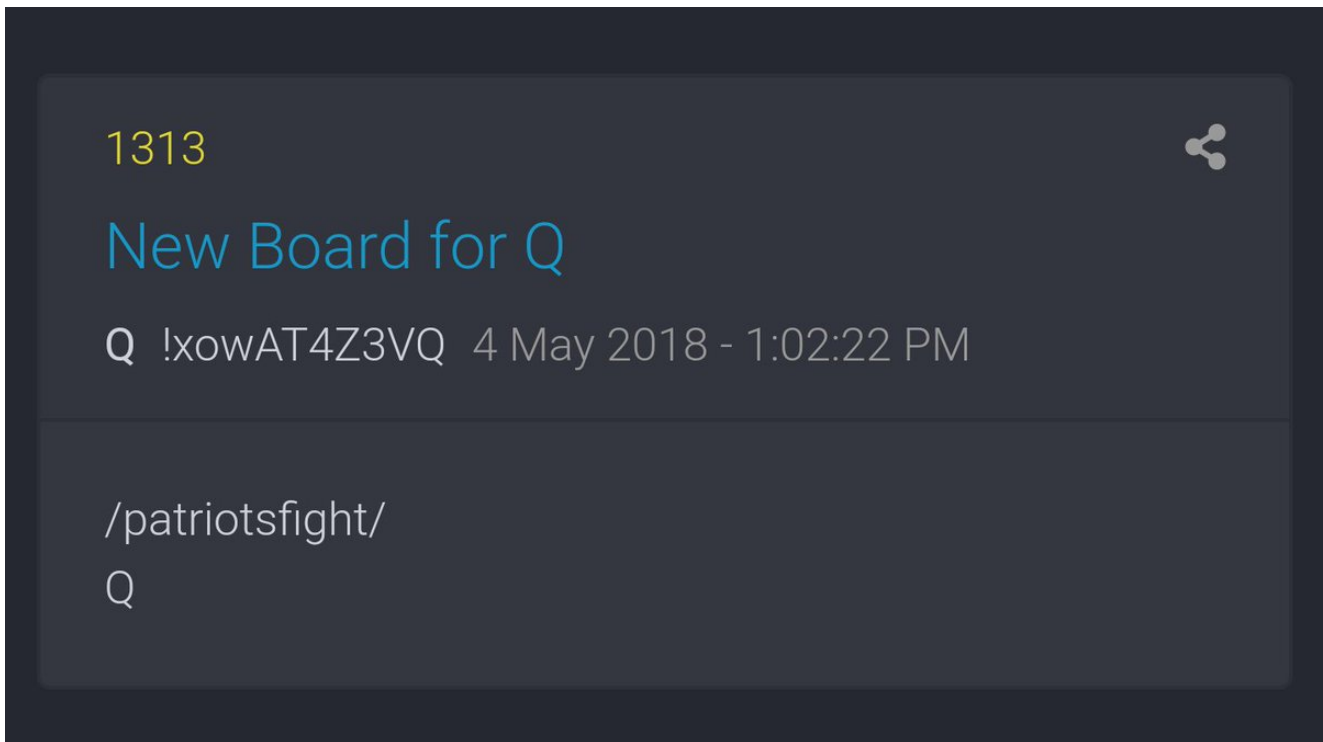 1313
New Board for Q
Q !xowAT4Z3VQ 4 May 2018 - 1:02:22 PM
/patriotsfight/
Q